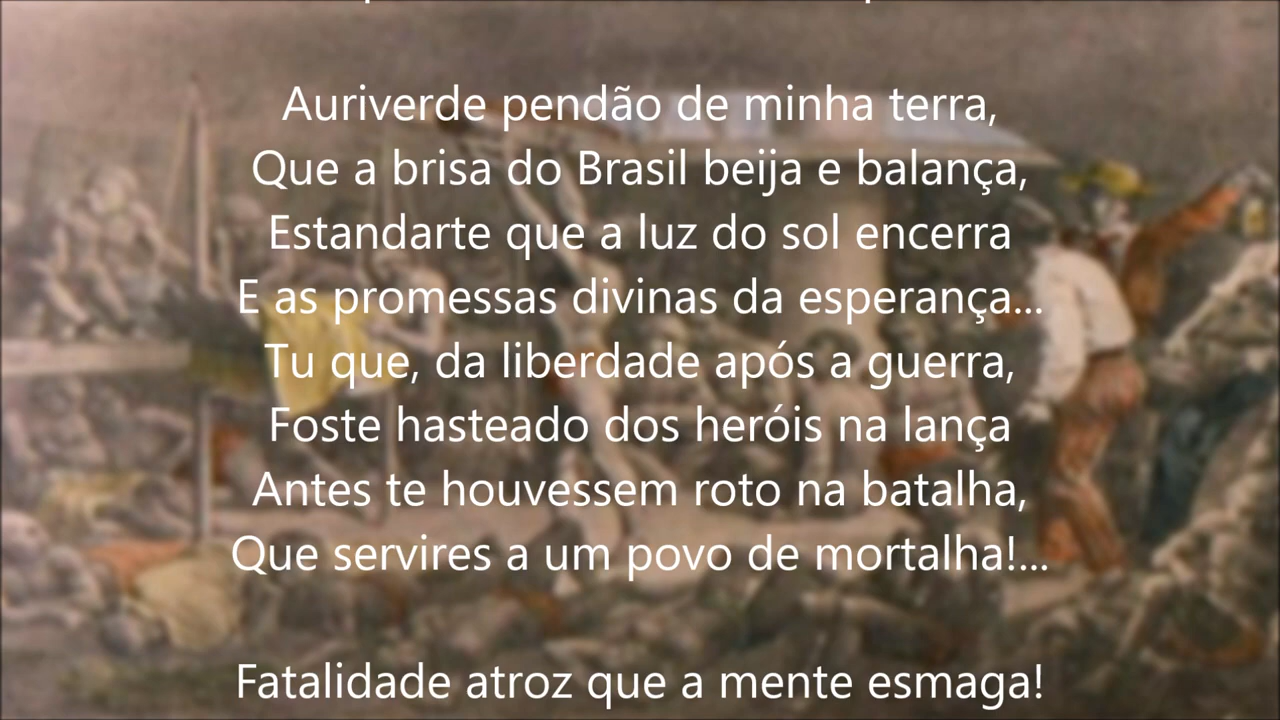 Auriverde pendão de minha terra,
Que a brisa do Brasil beija e balança,
Estandarte que a luz do sol encerra
E as promessas divinas da esperança...
Tu que, da liberdade após a guerra,
Foste hasteado dos heróis na lança
Antes te houvessem roto na batalha,
Que servires a um povo de mortalha!...
Fatalidade atroz que a mente esmaga!